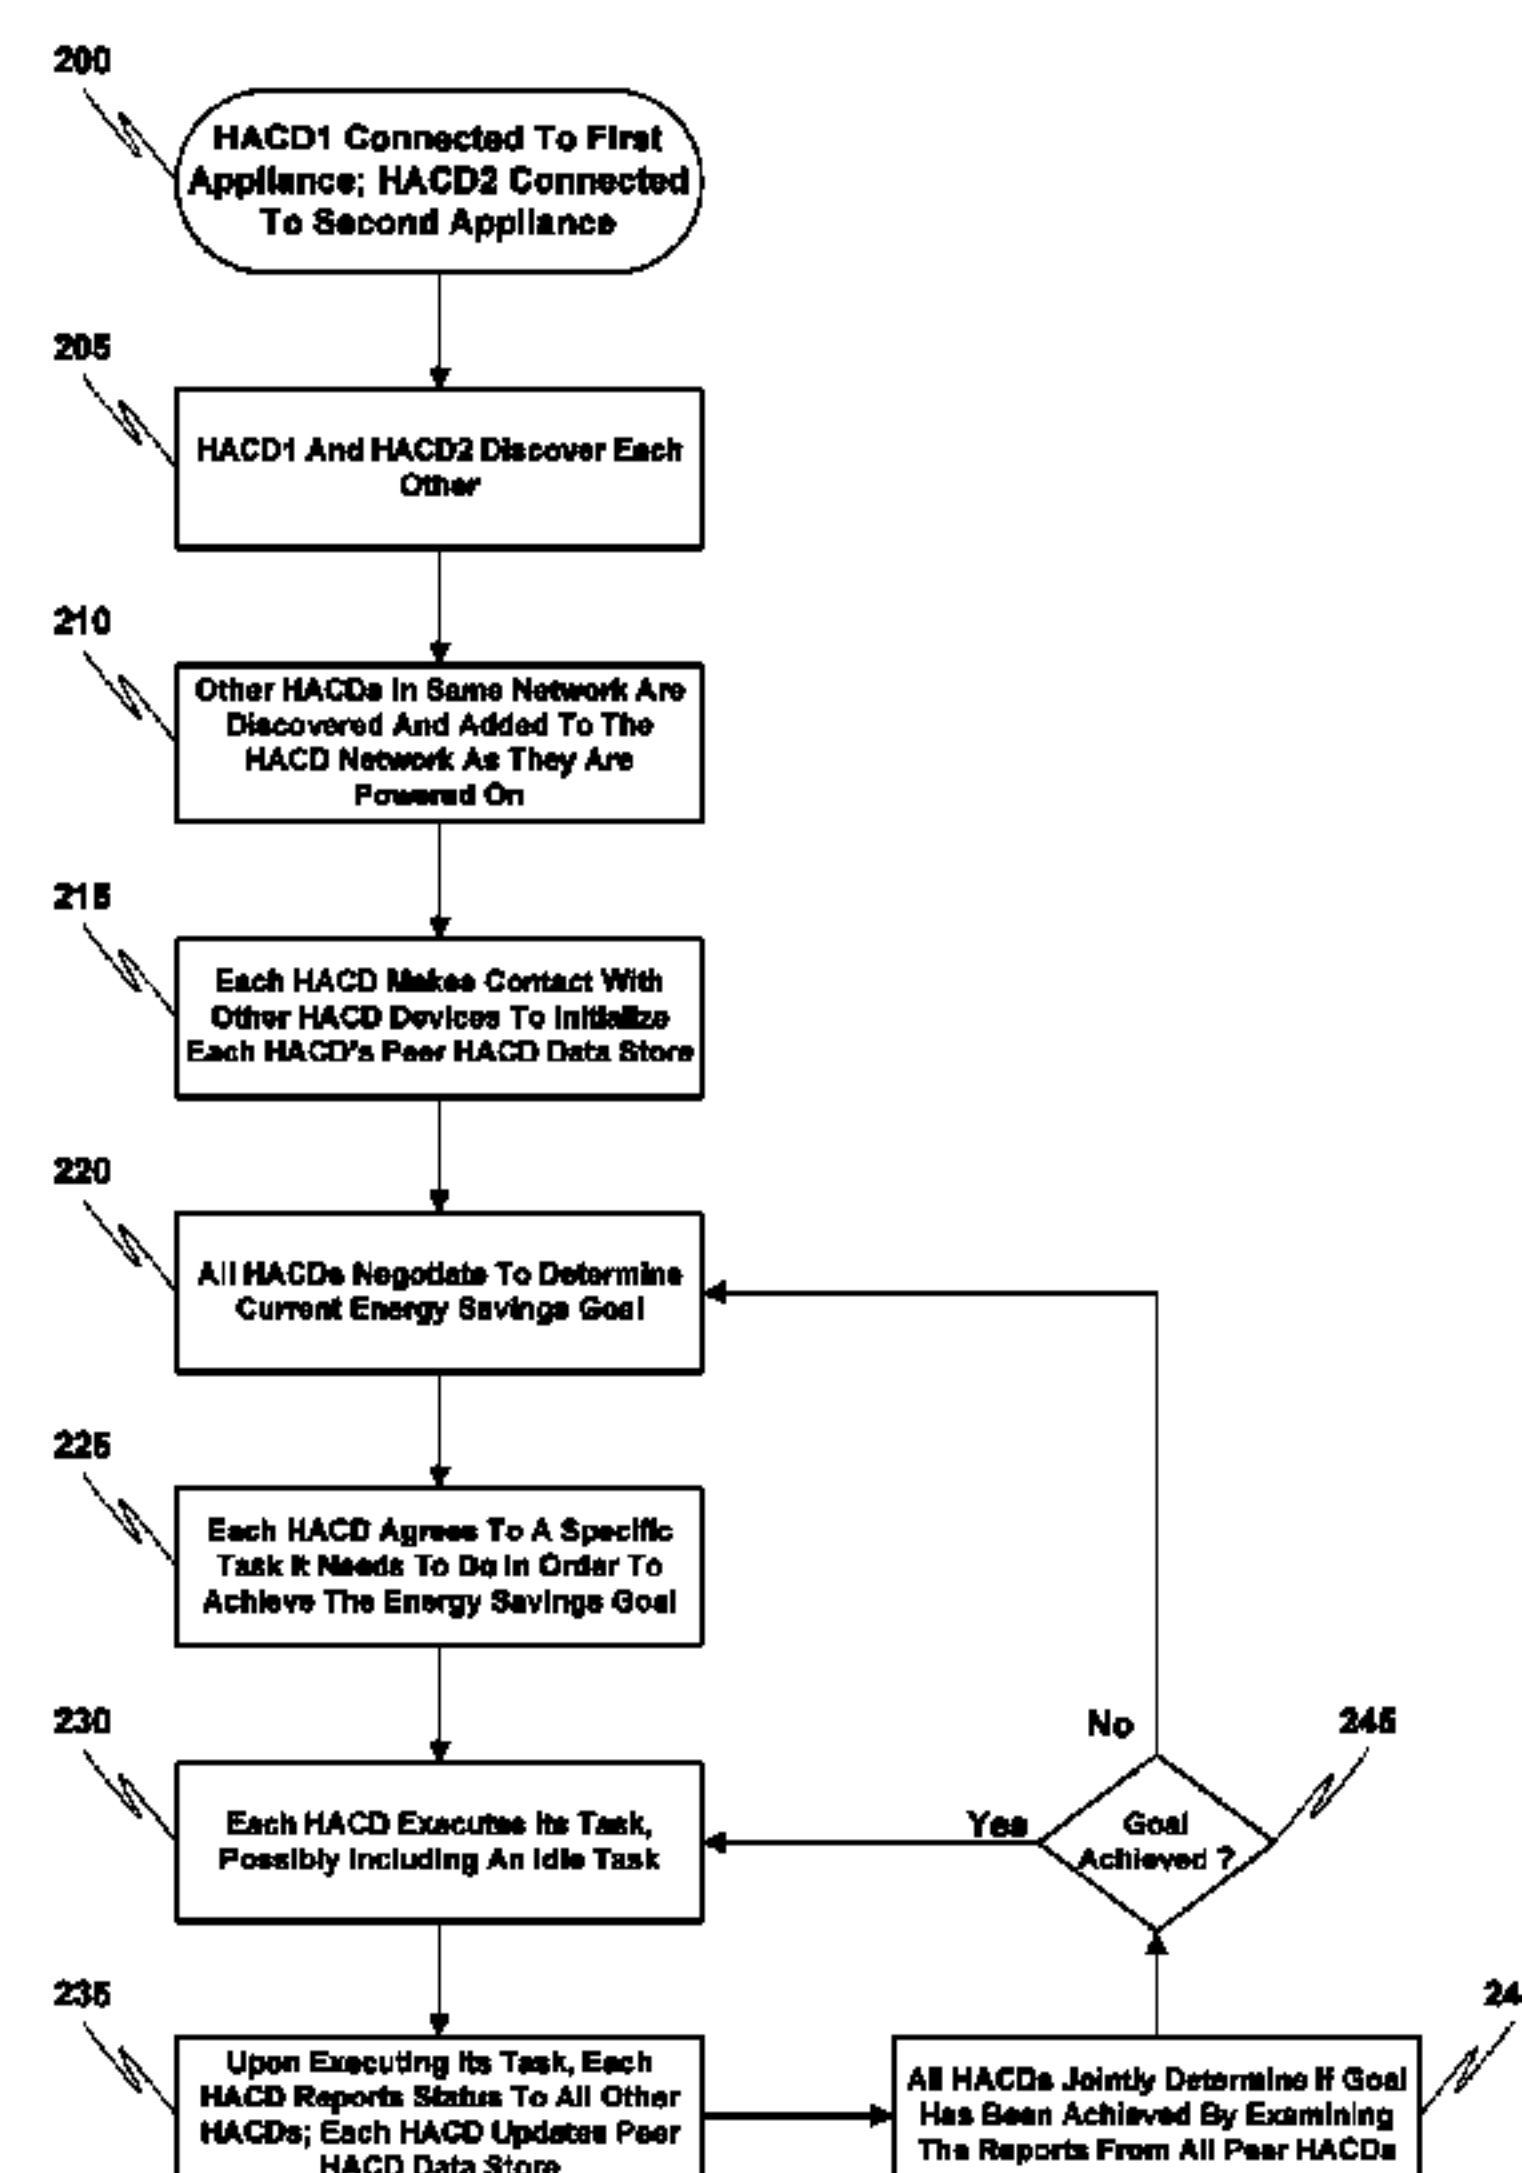 200
HACD1 Connected To First
Appliance; HACD2 Connected
To Second Appliance
205
HACD1 And HACD2 Discover Each
Other
210
Other HACDs In Same Network Are
Discovered And Added To The
HACD Network As They Are
Powered On
215
Each HACD Makes Contact With
Other HACD Devices To Initialize
Each HACD's Peer HACD Data Store
220
All HACDs Negotiate To Determine
Current Energy Savings Goal
225
Each HACD Agrees To A Specific
Task It Needs To Do In Order To
Achieve The Energy Savings Goal
230
Each HACD Executes Its Task,
Possibly Including An Idle Task
No
245
Yes
Goal
Achieved ?
235
Upon Executing Its Task, Each
HACD Reports Status To All Other
HACDs; Each HACD Updates Peer
HACD Data Store
24
All HACDs Jointly Determine If Goal
Has Been Achieved By Examining
The Reports From All Peer HACDs